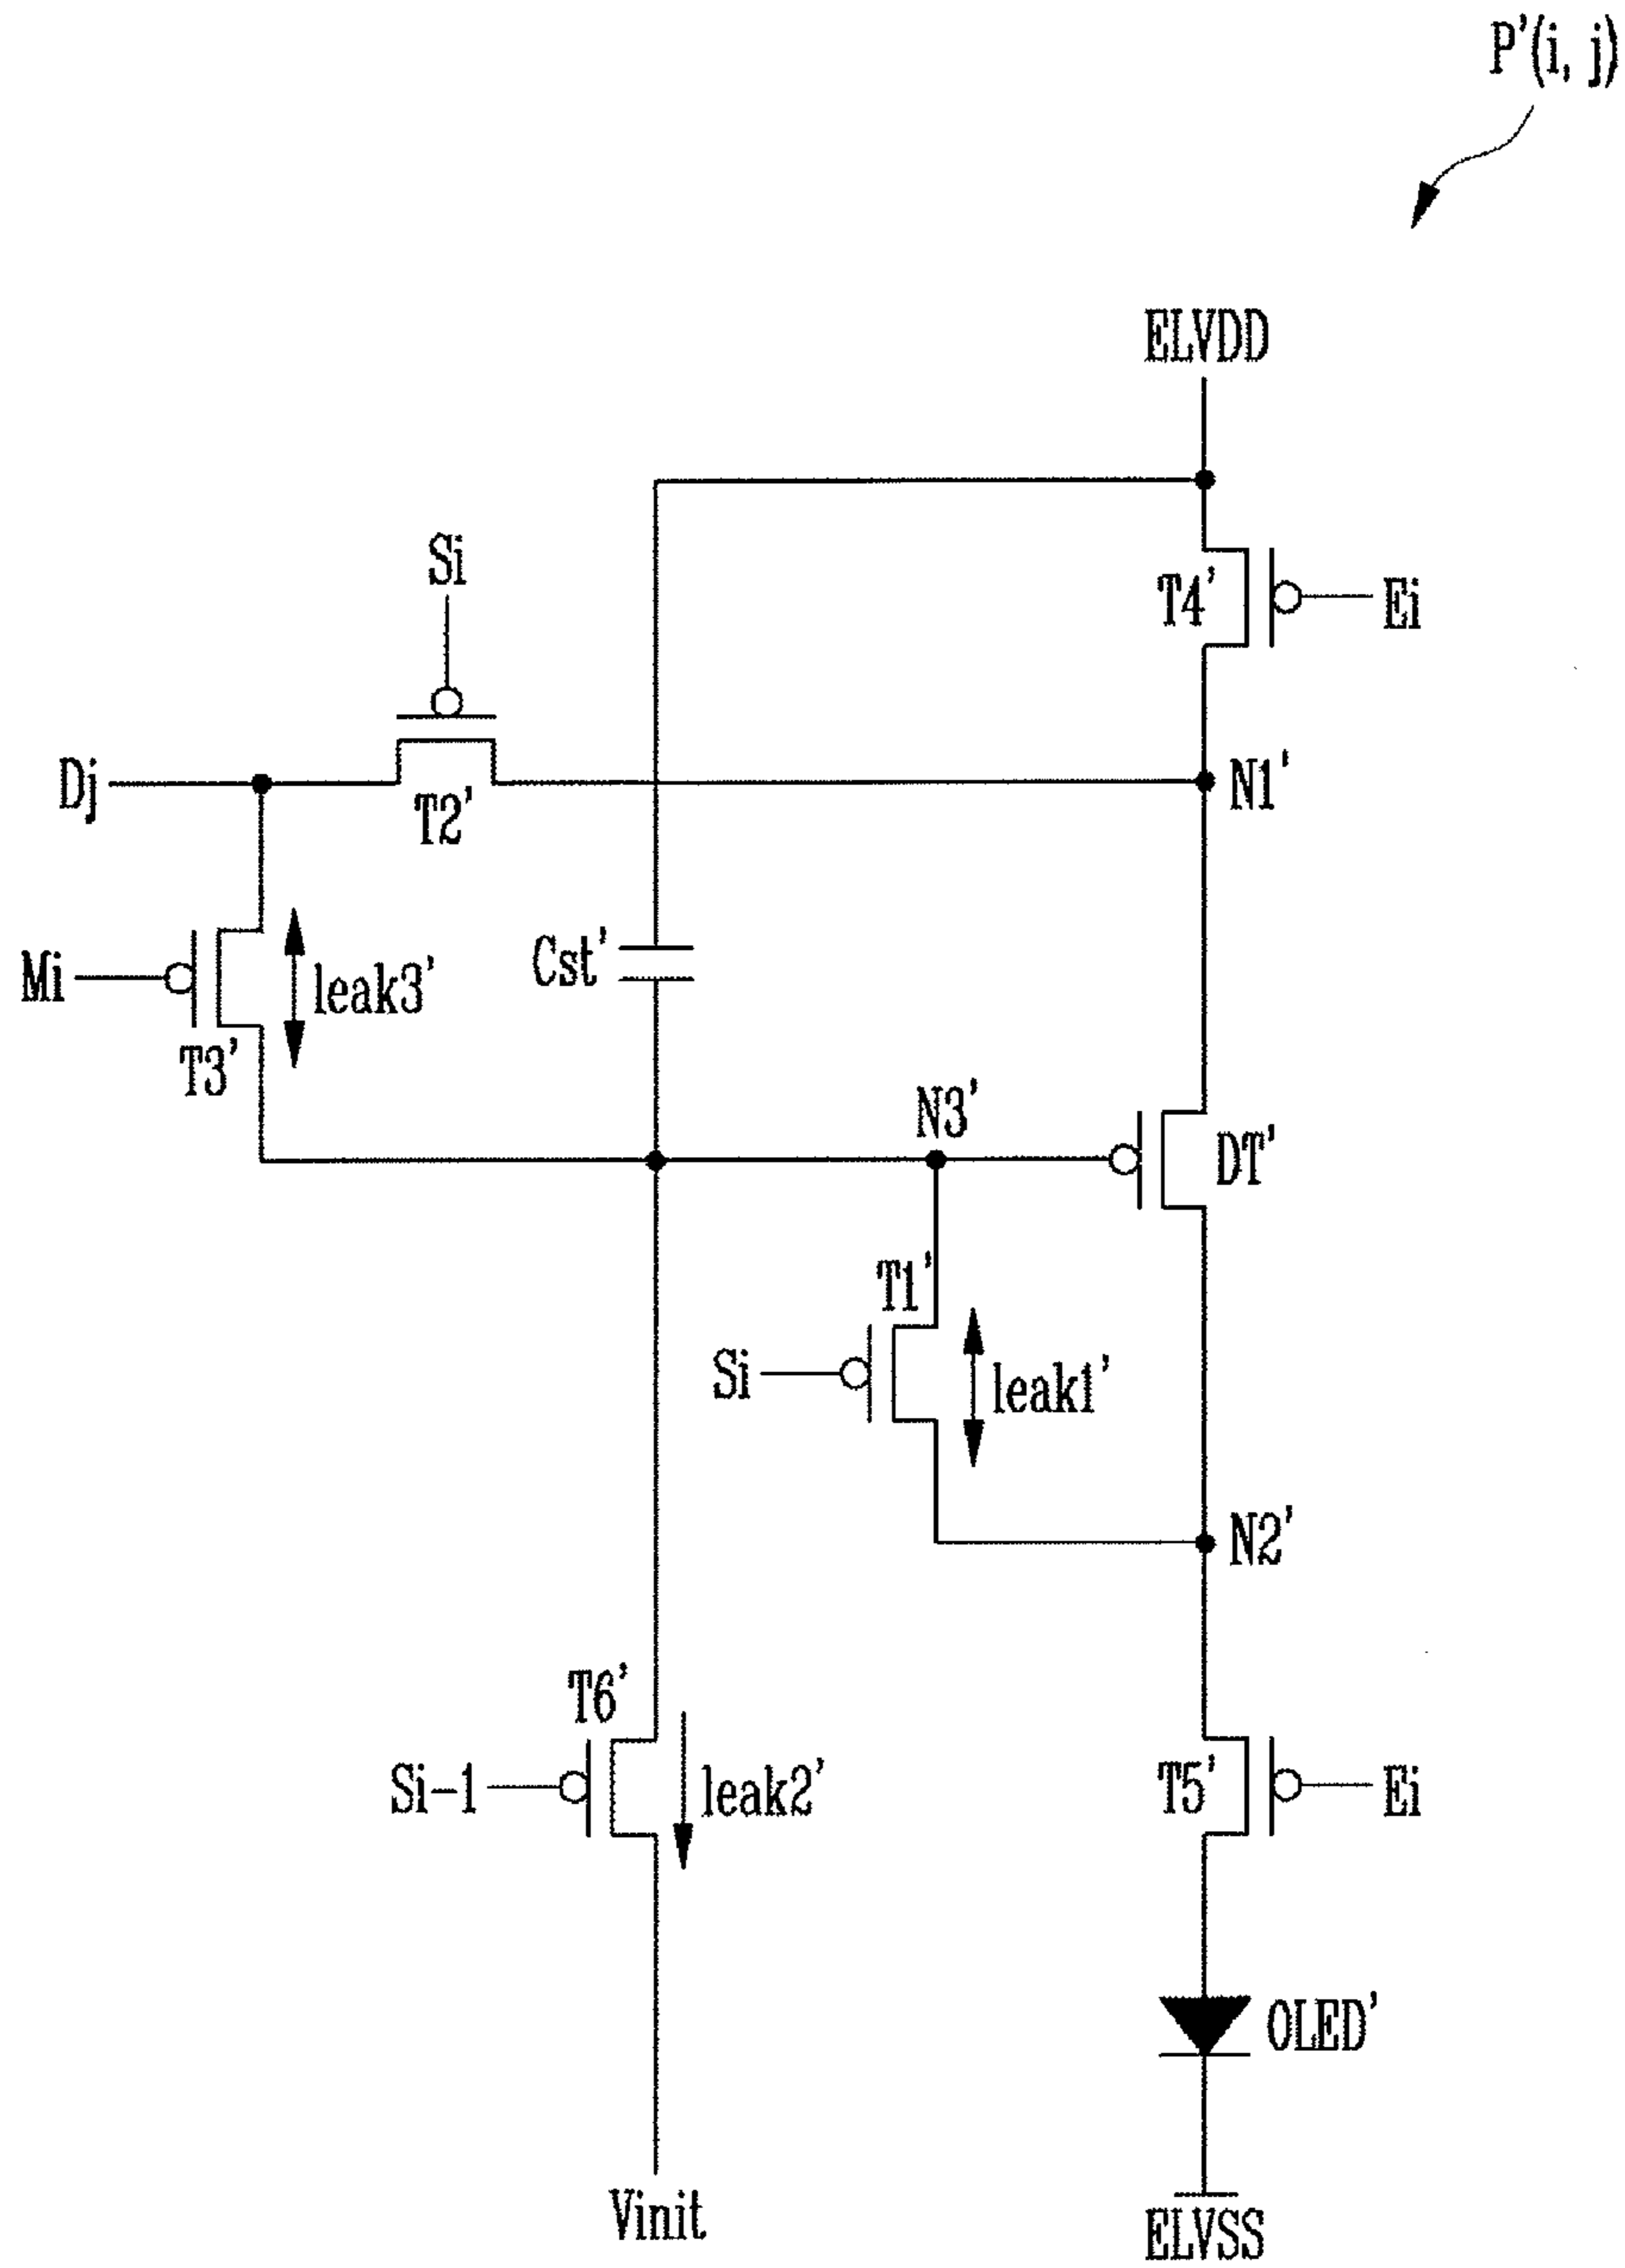 P'(i, j)
ELVDD
Si
T4'
Ei
Dj
T2'
N1'
Mi
leak3'
Cst'
T3'
N3'
DT'
T1'
Si
leak1'
N2'
T6'
Si-1
leak2'
T5'
Ei
OLED'
Vinit
ELVSS